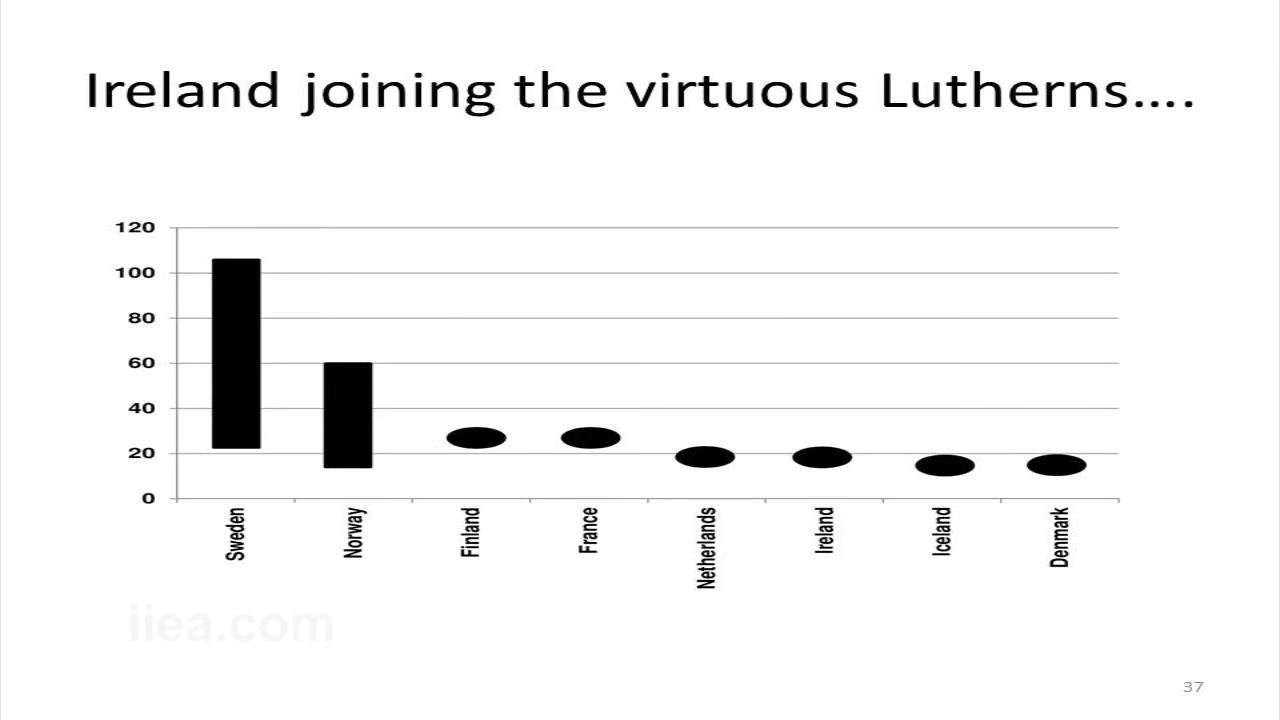 Ireland joining the virtuous Lutherns....
120
100
80
60
40
20
0
Sweden
Norway
Finland
France
Netherlands
Ireland
Iceland
Denmark
iiea.com
37